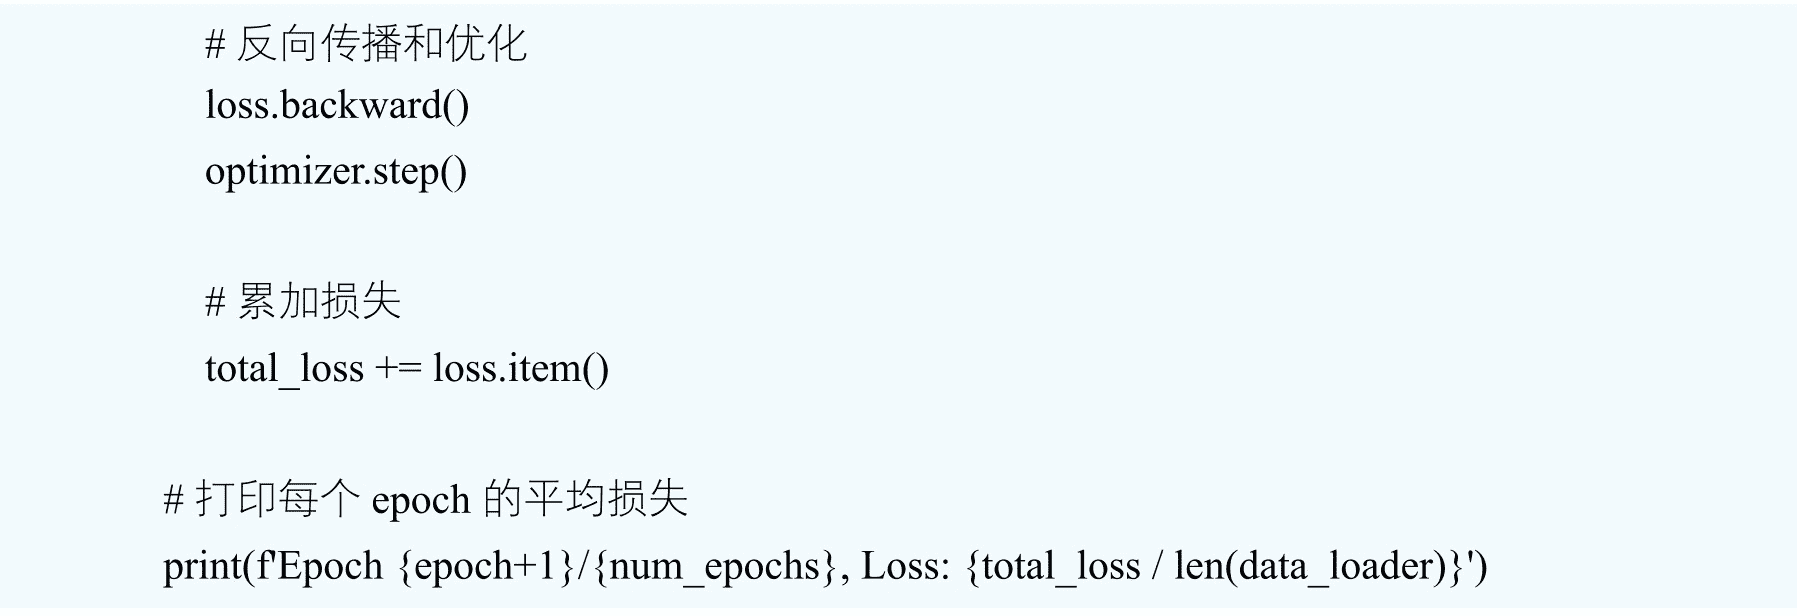 # 反向传播和优化
loss.backward()
optimizer.step()
# 累加损失
total_loss += loss.item()
# 打印每个 epoch 的平均损失
print(f'Epoch {epoch+1}/{num_epochs}, Loss: {total_loss / len(data_loader)}')